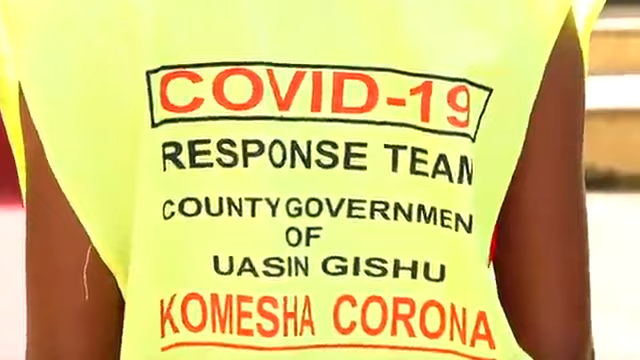 COVID-19
RESPONSE TEAM
COUNTY GOVERNMEN
OF
UASIN GISHU
KOMESHA CORONA